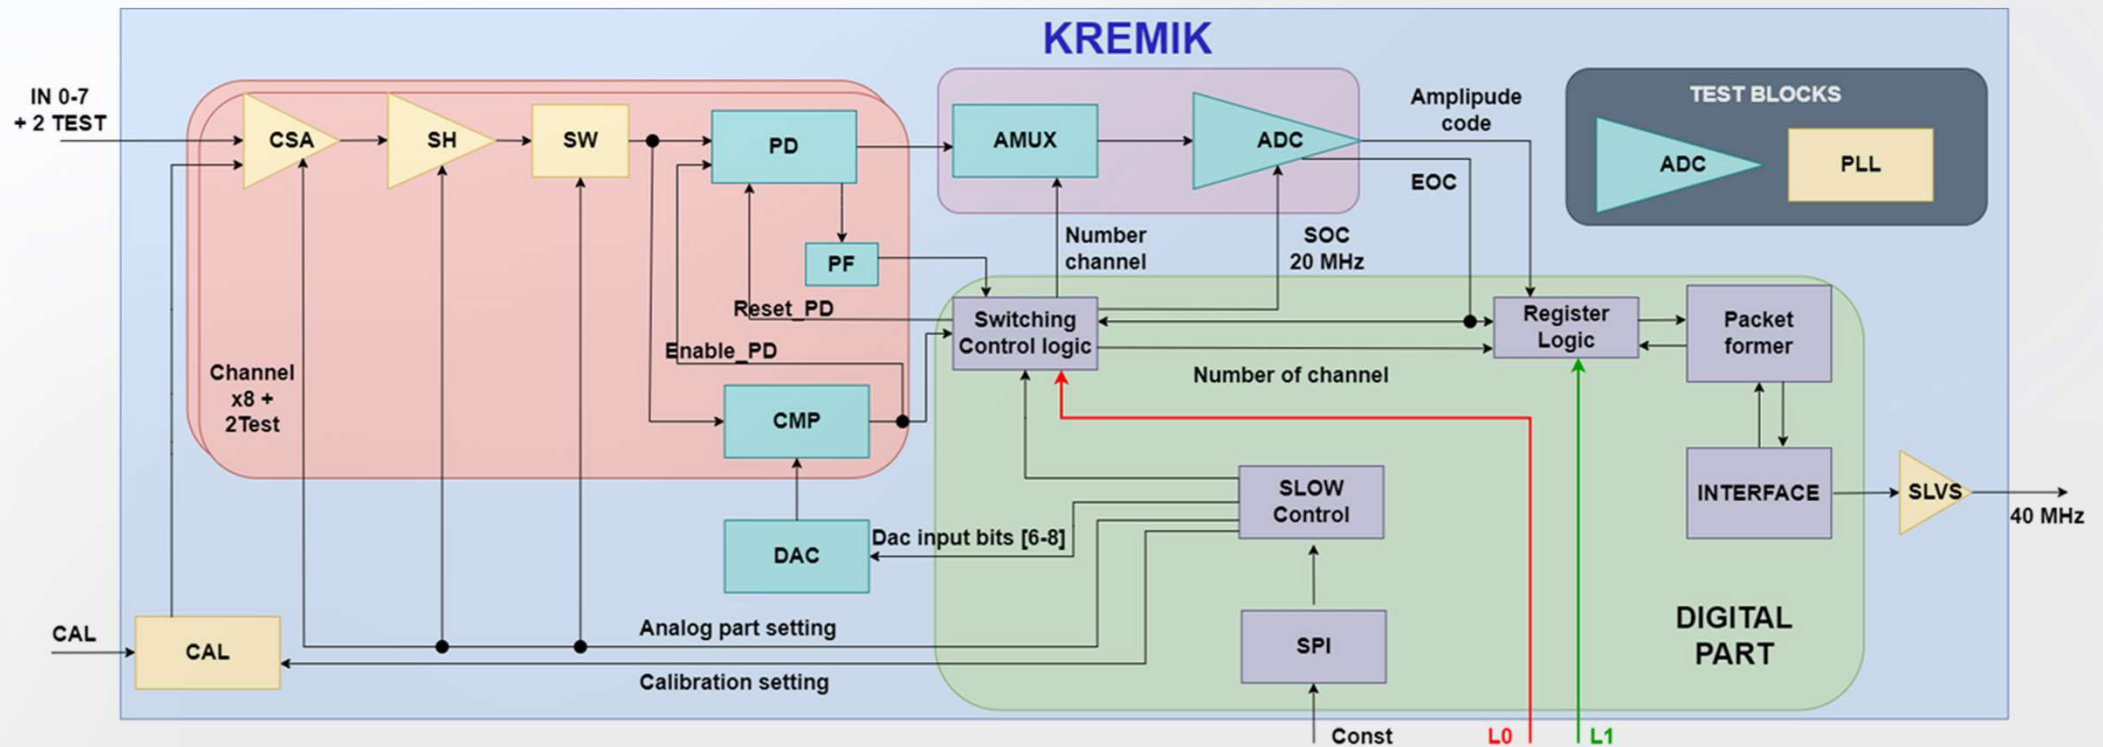 KREMIK
IN 0-7
+ 2 TEST
CSA
SH
SW
PD
AMUX
ADC
Amplipude
code
EOC
TEST BLOCKS
ADC
PLL
PF
Number
channel
SOC
20 MHz
Reset_PD
Enable_PD
Switching
Control logic
Register
Logic
Packet
former
Number of channel
Channel
x8 +
2Test
CMP
DAC
Dac input bits [6-8]
SLOW
Control
INTERFACE
SLVS
40 MHz
CAL
CAL
Analog part setting
Calibration setting
SPI
DIGITAL
PART
Const
L0
L1